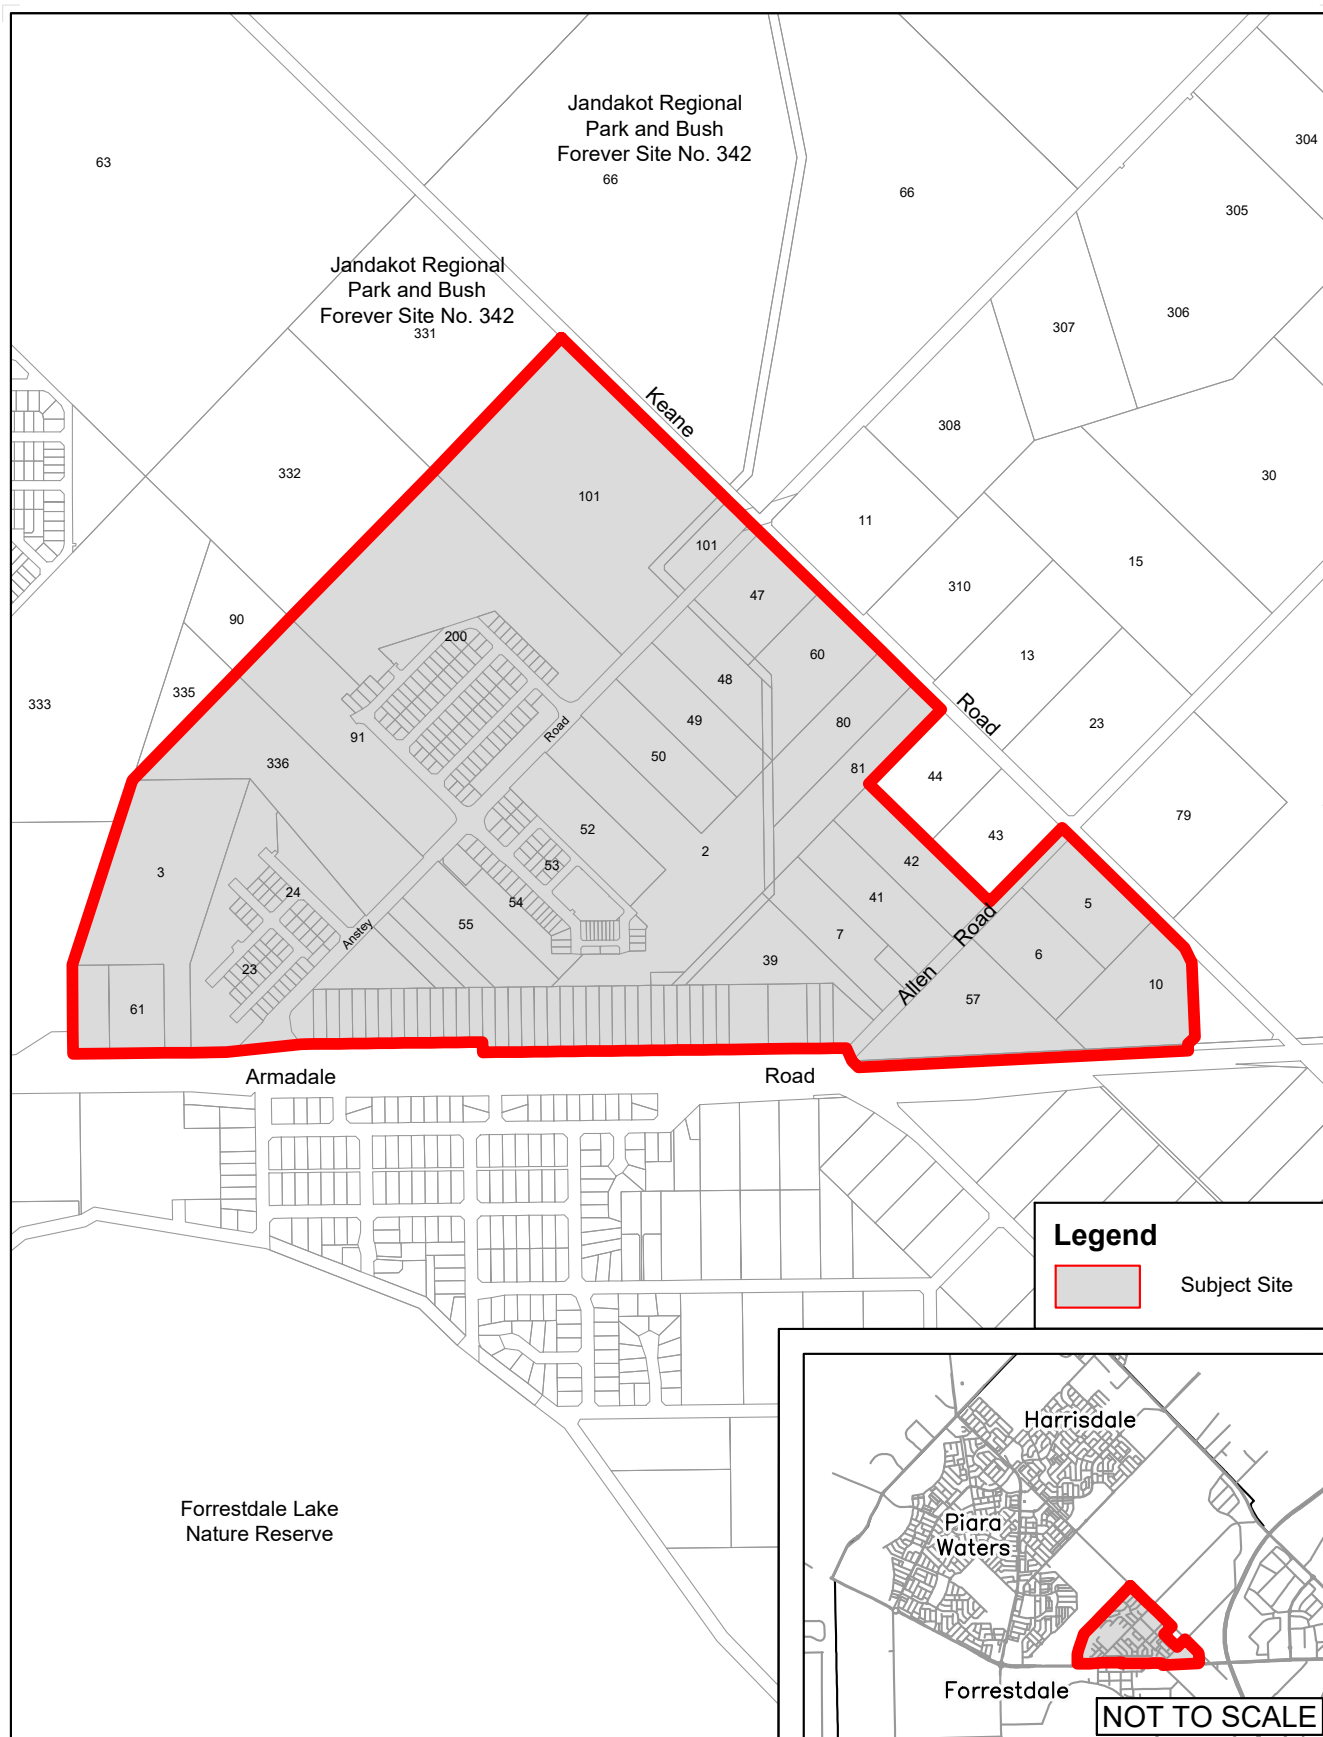 Jandakot Regional
Park and Bush
Forever Site No. 342
66
63
66
304
305
306
307
Jandakot Regional
Park and Bush
Forever Site No. 342
331
Keane
308
30
332
101
11
15
101
310
47
90
200
60
13
335
48
333
49
80
Road
23
Road
91
50
336
81
44
79
52
43
3
53
2
42
24
54
41
5
55
7
Anstey
Road
6
23
39
Allen
57
10
61
Armadale
Road
Legend
Subject Site
Harrisdale
Piara
Waters
Forrestdale Lake
Nature Reserve
Forrestdale
NOT TO SCALE